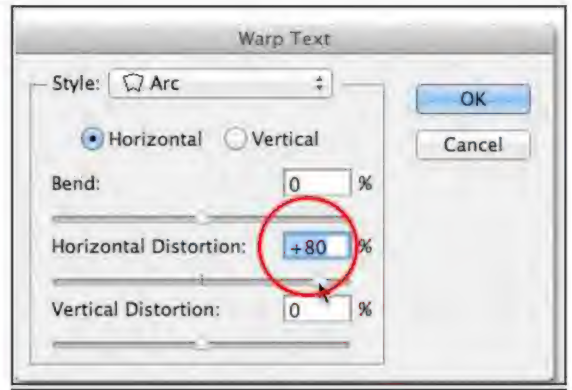 Warp Text
Style: Arc
OK
Horizontal Vertical
Cancel
Bend: 0 %
Horizontal Distortion: +80 %
Vertical Distortion: 0 %